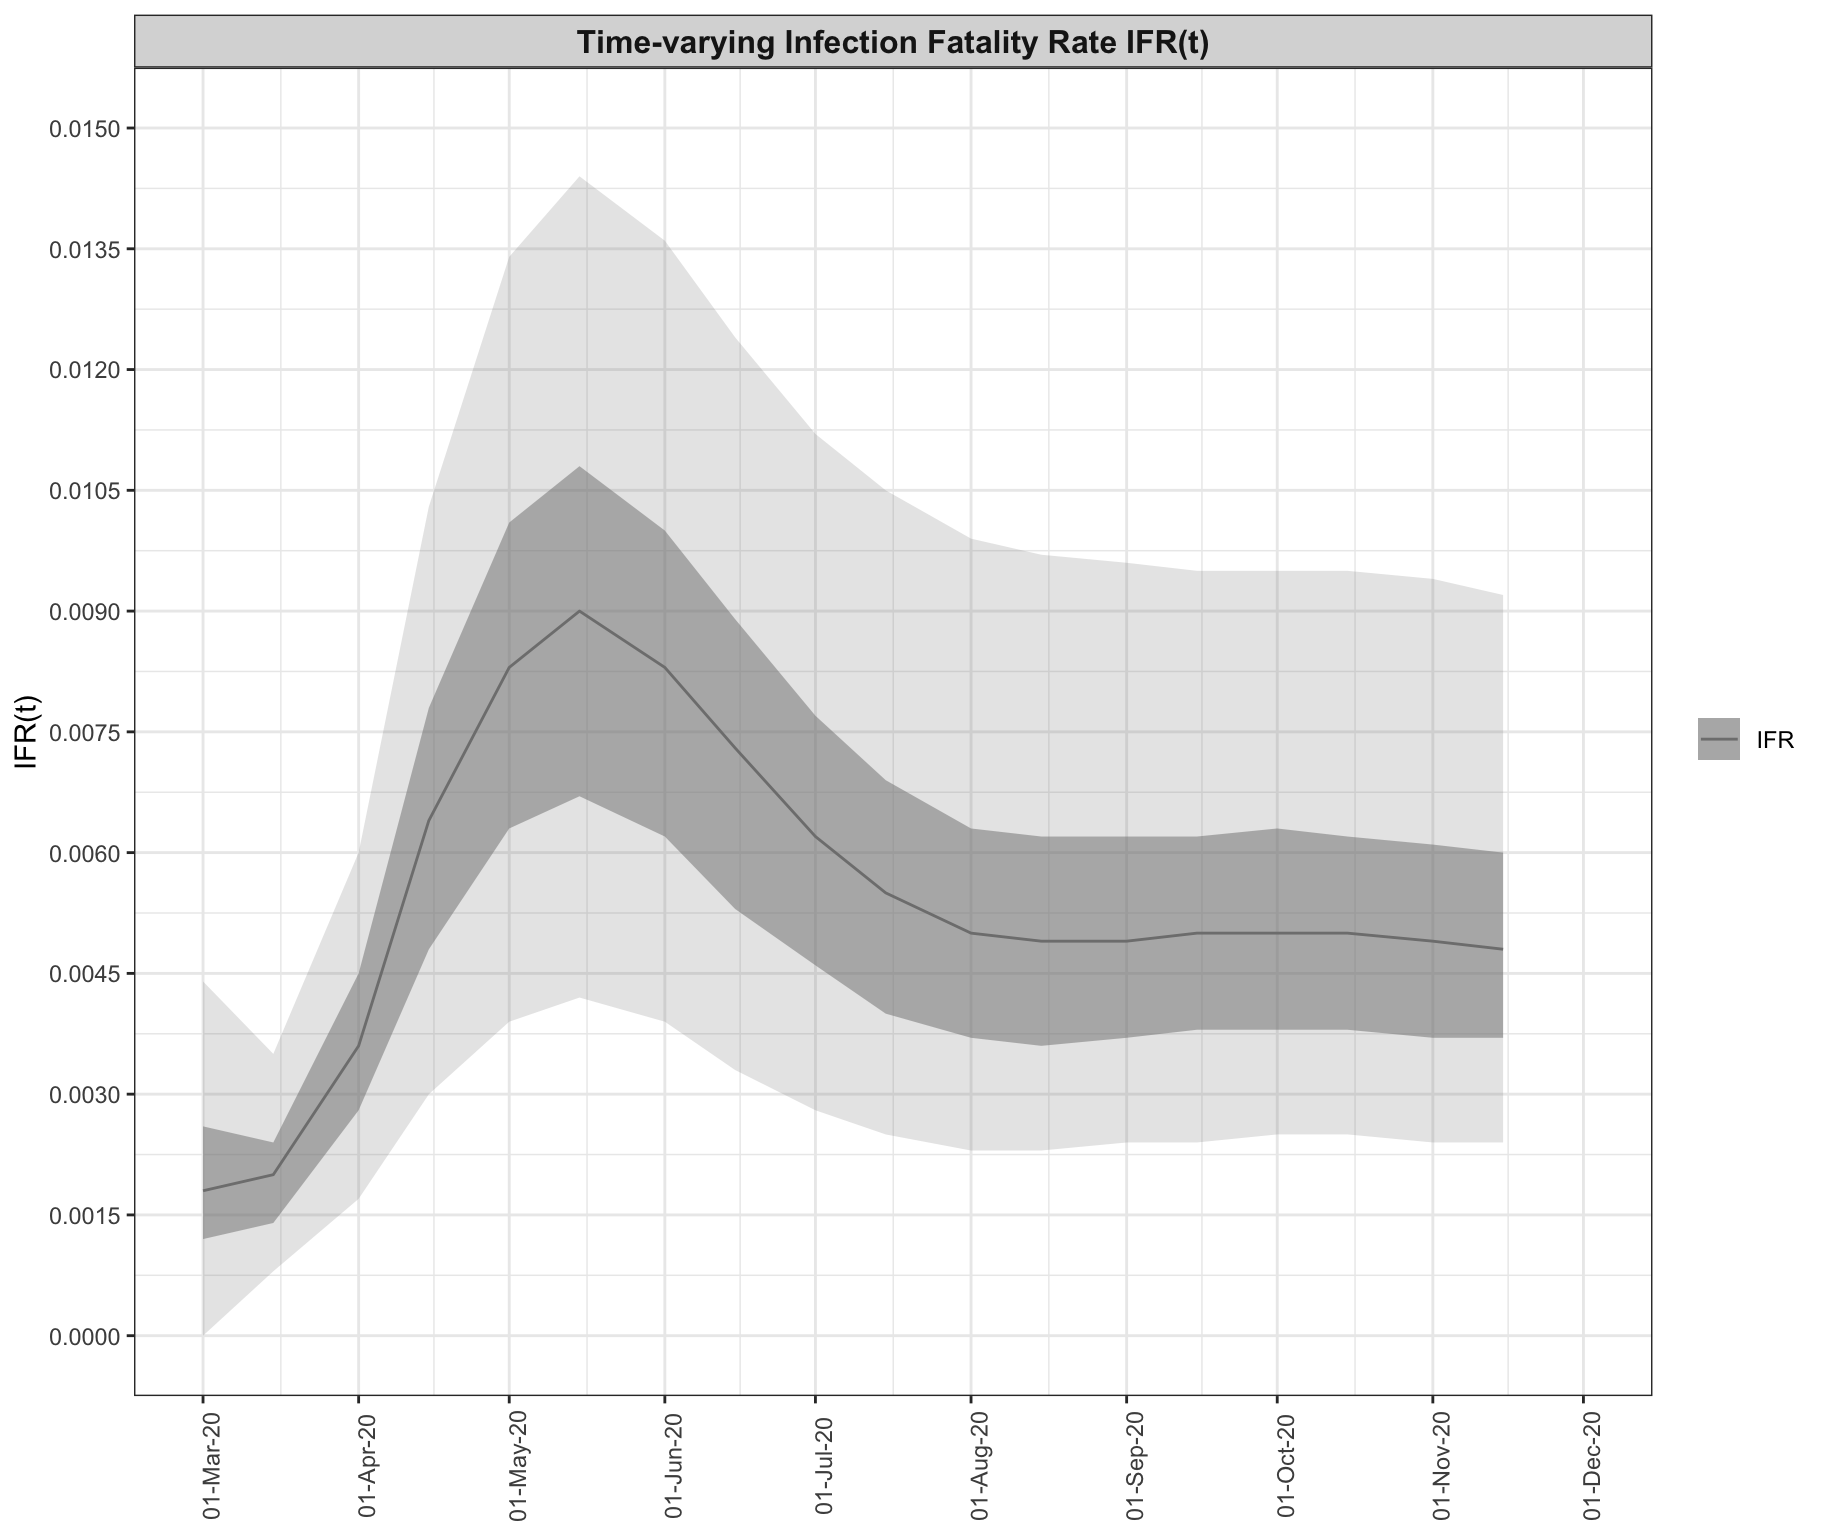 Time-varying Infection Fatality Rate IFR(t)
0.0150
0.0135
0.0120
0.0105
0.0090
0.0075
0.0060
0.0045
0.0030
0.0015
0.0000
IFR(t)
IFR
01-Mar-20
01-Apr-20
01-May-20
01-Jun-20
01-Jul-20
01-Aug-20
01-Sep-20
01-Oct-20
01-Nov-20
01-Dec-20